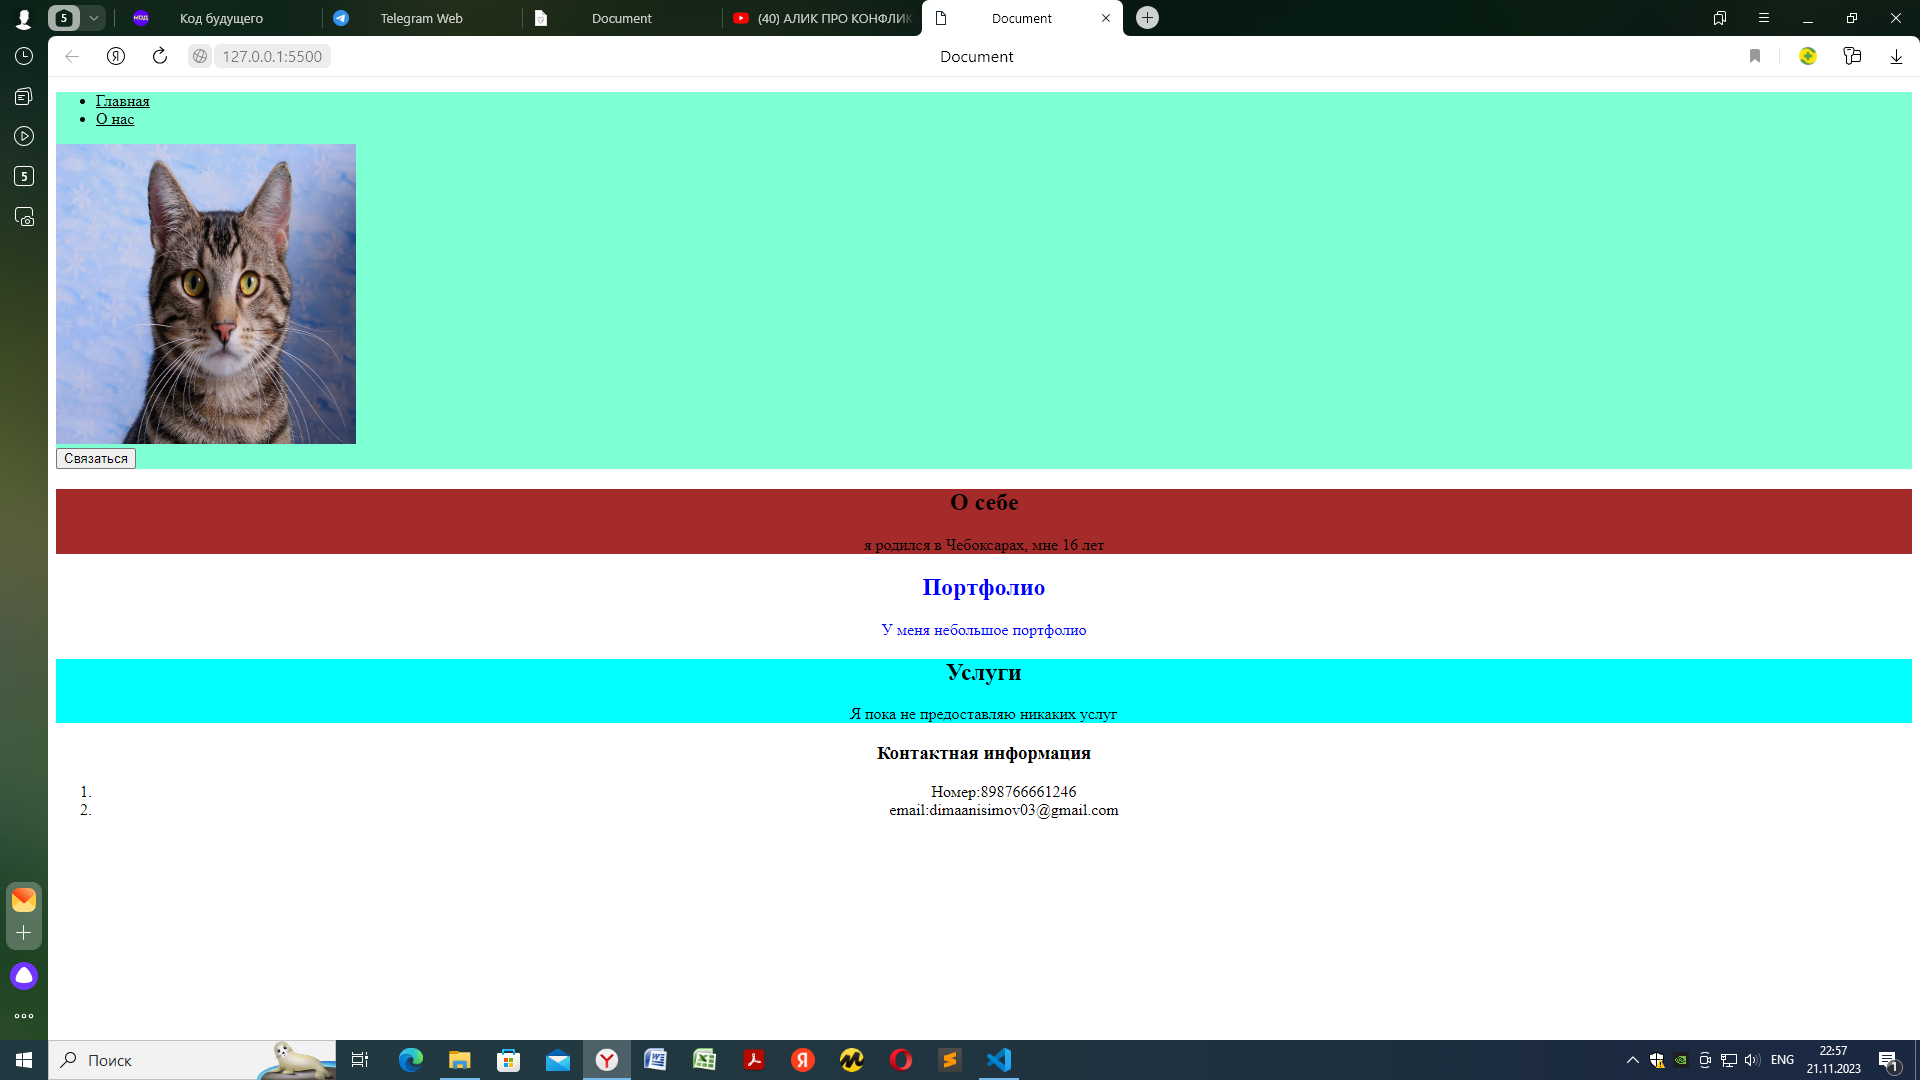 5
Код будущего
Telegram Web
Document
(40) АЛИК ПРО КОНФЛИК
Document
127.0.0.1:5500
Document
5
Главная
О нас
Связаться
О себе
я родился в Чебоксарах, мне 16 лет
Портфолио
У меня небольшое портфолио
Услуги
Я пока не предоставляю никаких услуг
Контактная информация
1. Номер:898766661246
2. email:dimaanisimov03@gmail.com
Поиск
ENG
22:57
21.11.2023
1